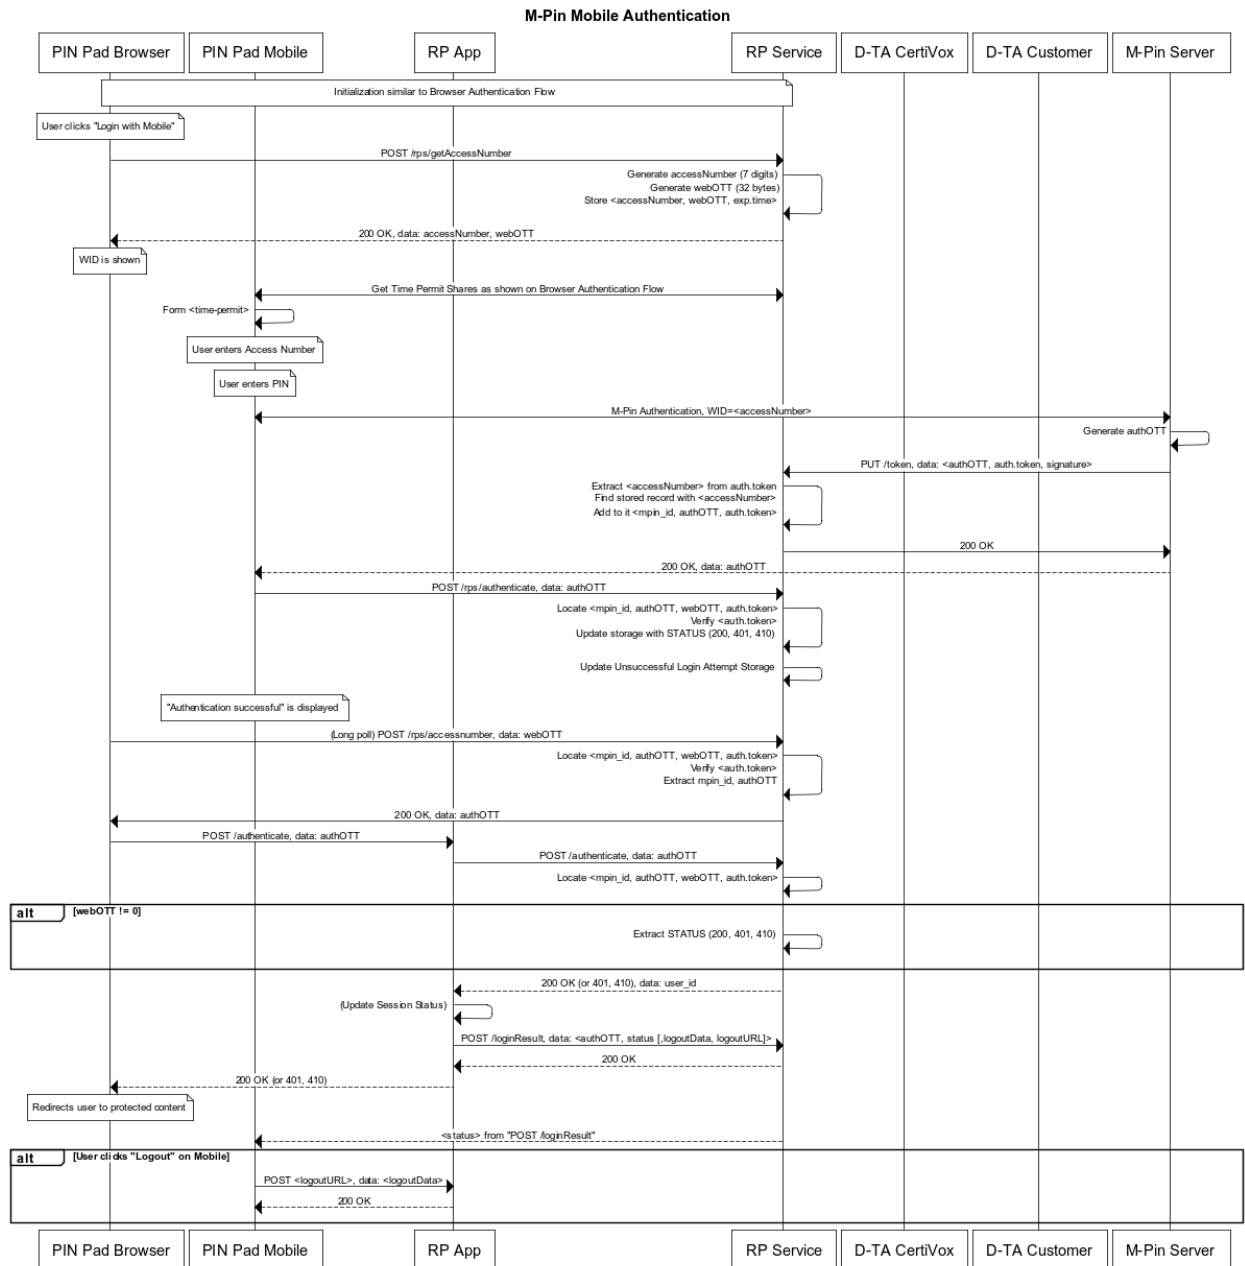 M-Pin Mobile Authentication
PIN Pad Browser
PIN Pad Mobile
RP App
RP Service
D-TA CertiVox
D-TA Customer
M-Pin Server
Initialization similar to Browser Authentication Flow
User clicks "Login with Mobile"
POST /rps/getAccessNumber
Generate accessNumber (7 digits)
Generate webOTT (32 bytes)
Store <accessNumber, webOTT, exp.time>
200 OK, data: accessNumber, webOTT
WID is shown
Get Time Permit Shares as shown on Browser Authentication Flow
Form <time-permit>
User enters Access Number
User enters PIN
M-Pin Authentication, WID=<accessNumber>
Generate authOTT
PUT /token, data: <authOTT, auth.token, signature>
Extract <accessNumber> from auth.token
Find stored record with <accessNumber>
Add to it <mpin_id, authOTT, auth.token>
200 OK
200 OK, data: authOTT
POST /rps/authenticate, data: authOTT
Locate <mpin_id, authOTT, webOTT, auth.token>
Verify <auth.token>
Update storage with STATUS (200, 401, 410)
Update Unsuccessful Login Attempt Storage
"Authentication successful" is displayed
(Long poll) POST /rps/accessnumber, data: webOTT
Locate <mpin_id, authOTT, webOTT, auth.token>
Verify <auth.token>
Extract mpin_id, authOTT
200 OK, data: authOTT
POST /authenticate, data: authOTT
POST /authenticate, data: authOTT
Locate <mpin_id, authOTT, webOTT, auth.token>
alt [webOTT != 0]
Extract STATUS (200, 401, 410)
200 OK (or 401, 410), data: user_id
(Update Session Status)
POST /loginResult, data: <authOTT, status [,logoutData, logoutURL]>
200 OK
200 OK (or 401, 410)
Redirects user to protected content
<status> from "POST /loginResult"
alt [User clicks "Logout" on Mobile]
POST <logoutURL>, data: <logoutData>
200 OK
PIN Pad Browser
PIN Pad Mobile
RP App
RP Service
D-TA CertiVox
D-TA Customer
M-Pin Server